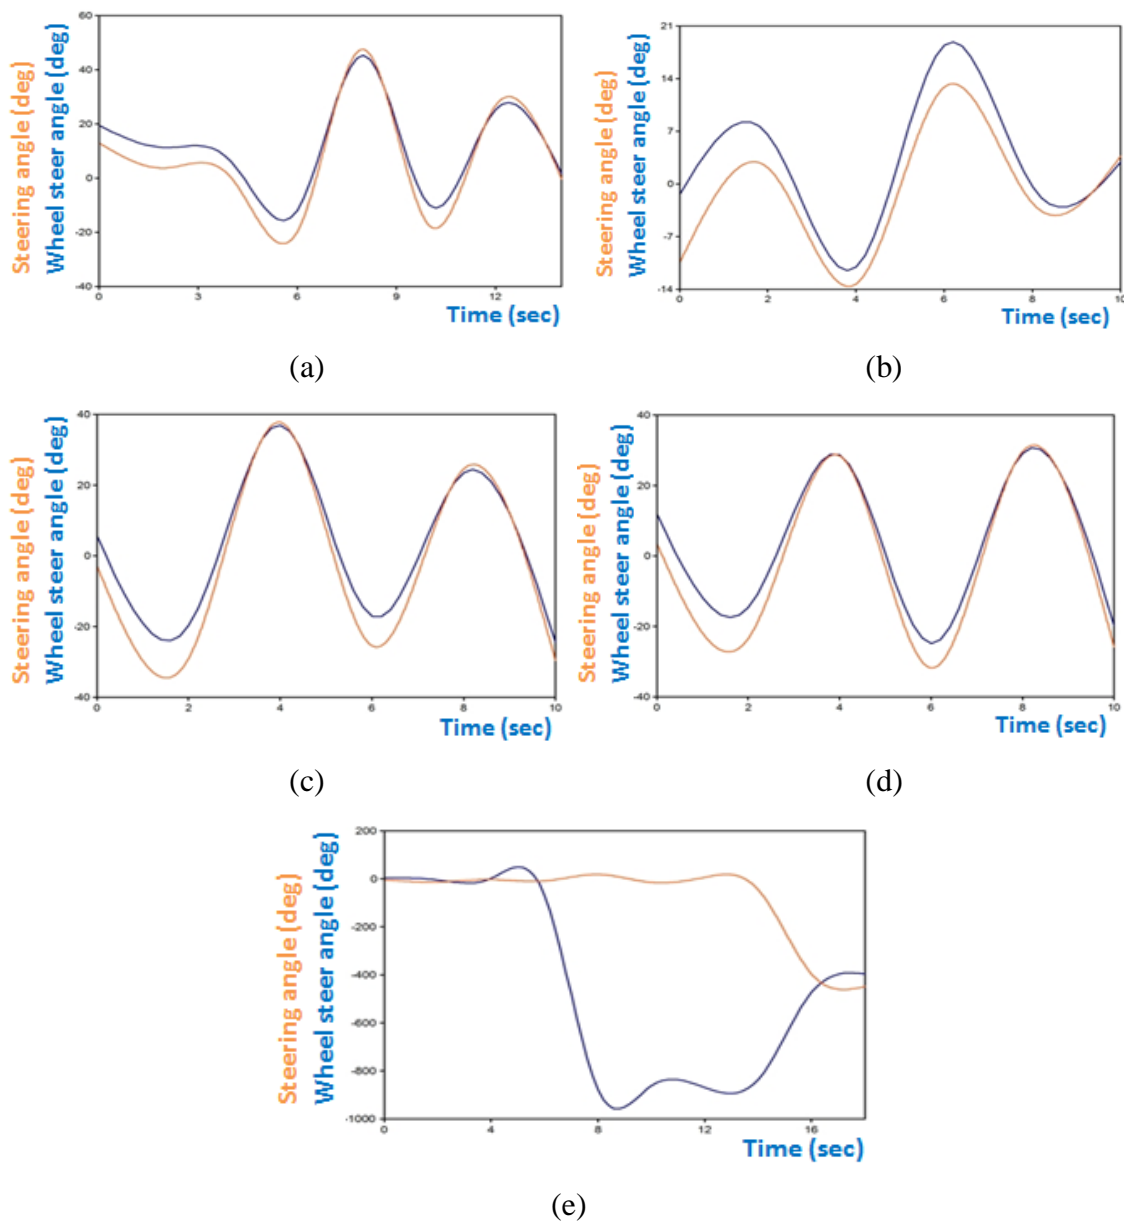 Steering angle (deg)
Wheel steer angle (deg)
60
40
20
0
-20
-40
0 3 6 9 12
Time (sec)
(a)
Steering angle (deg)
Wheel steer angle (deg)
21
14
7
0
-7
-14
0 2 4 6 8 10
Time (sec)
(b)
Steering angle (deg)
Wheel steer angle (deg)
40
20
0
-20
-40
0 2 4 6 8 10
Time (sec)
(c)
Steering angle (deg)
Wheel steer angle (deg)
40
20
0
-20
-40
0 2 4 6 8 10
Time (sec)
(d)
Steering angle (deg)
Wheel steer angle (deg)
200
0
-200
-400
-600
-800
-1000
0 4 8 12 16
Time (sec)
(e)